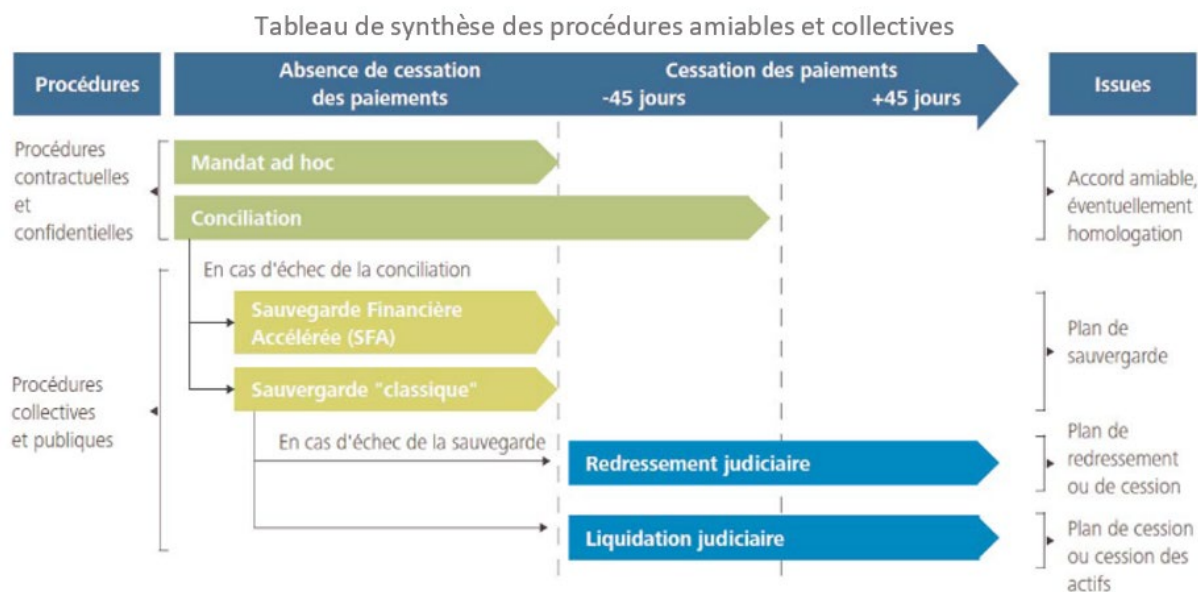 Tableau de synthèse des procédures amiables et collectives
Procédures
Absence de cessation
des paiements
Cessation des paiements
-45 jours
+45 jours
Issues
Procédures
contractuelles
et
confidentielles
Mandat ad hoc
Conciliation
Accord amiable,
éventuellement
homologation
En cas d'échec de la conciliation
Procédures
collectives
et publiques
Sauvegarde Financière
Accélérée (SFA)
Sauvergarde "classique"
Plan de
sauvergarde
En cas d'échec de la sauvegarde
Redressement judiciaire
Plan de
redressement
ou de cession
Liquidation judiciaire
Plan de cession
ou cession des
actifs